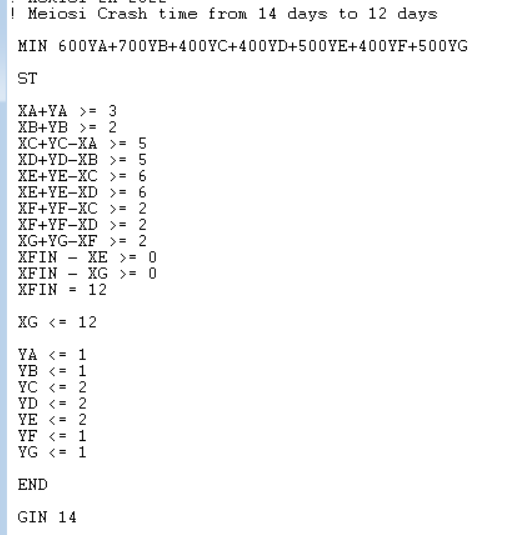 ! Meiosi Crash time from 14 days to 12 days
MIN 600YA+700YB+400YC+400YD+500YE+400YF+500YG
ST
XA+YA >= 3
XB+YB >= 2
XC+YC-XA >= 5
XD+YD-XB >= 5
XE+YE-XC >= 6
XE+YE-XD >= 6
XF+YF-XC >= 2
XF+YF-XD >= 2
XG+YG-XF >= 2
XFIN - XE >= 0
XFIN - XG >= 0
XFIN = 12
XG <= 12
YA <= 1
YB <= 1
YC <= 2
YD <= 2
YE <= 2
YF <= 1
YG <= 1
END
GIN 14